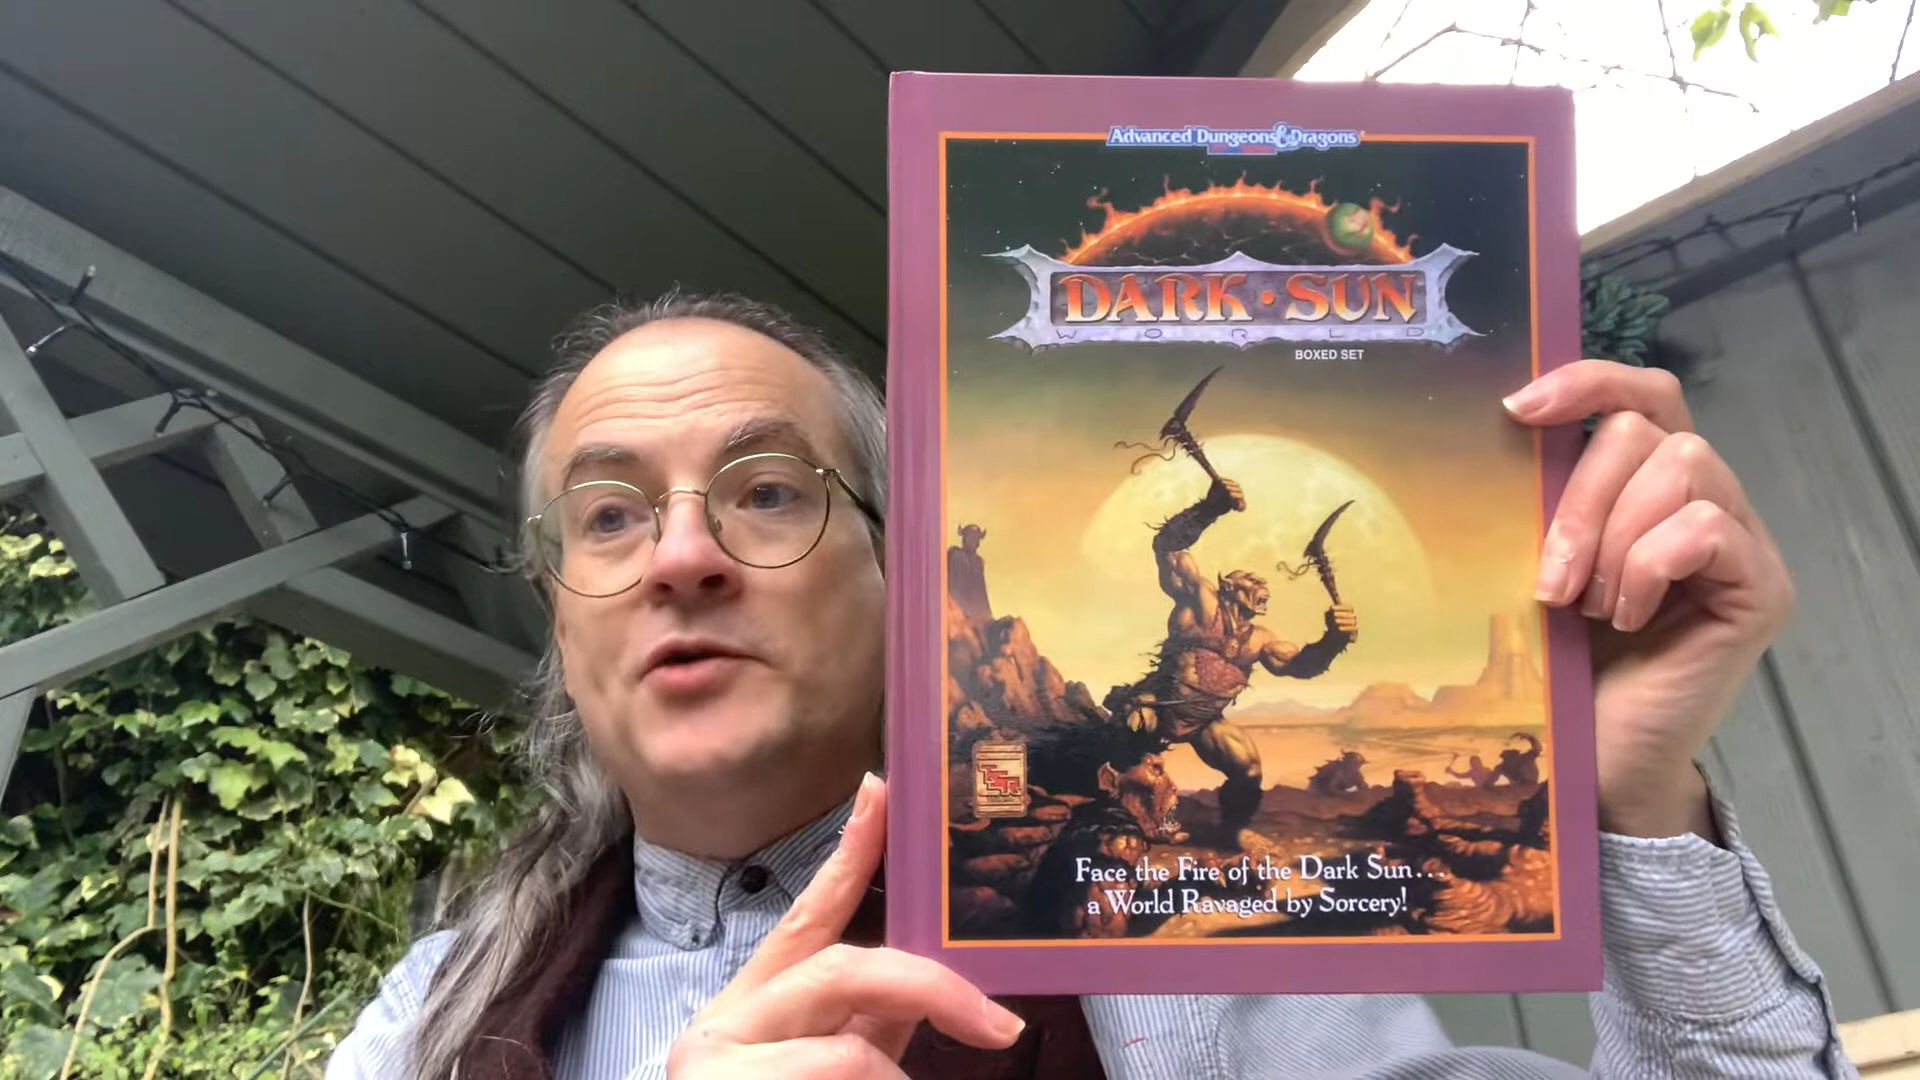 Advanced Dungeons & Dragons
DARK·SUN
WORLD
BOXED SET
TSR
Face the Fire of the Dark Sun...
a World Ravaged by Sorcery!